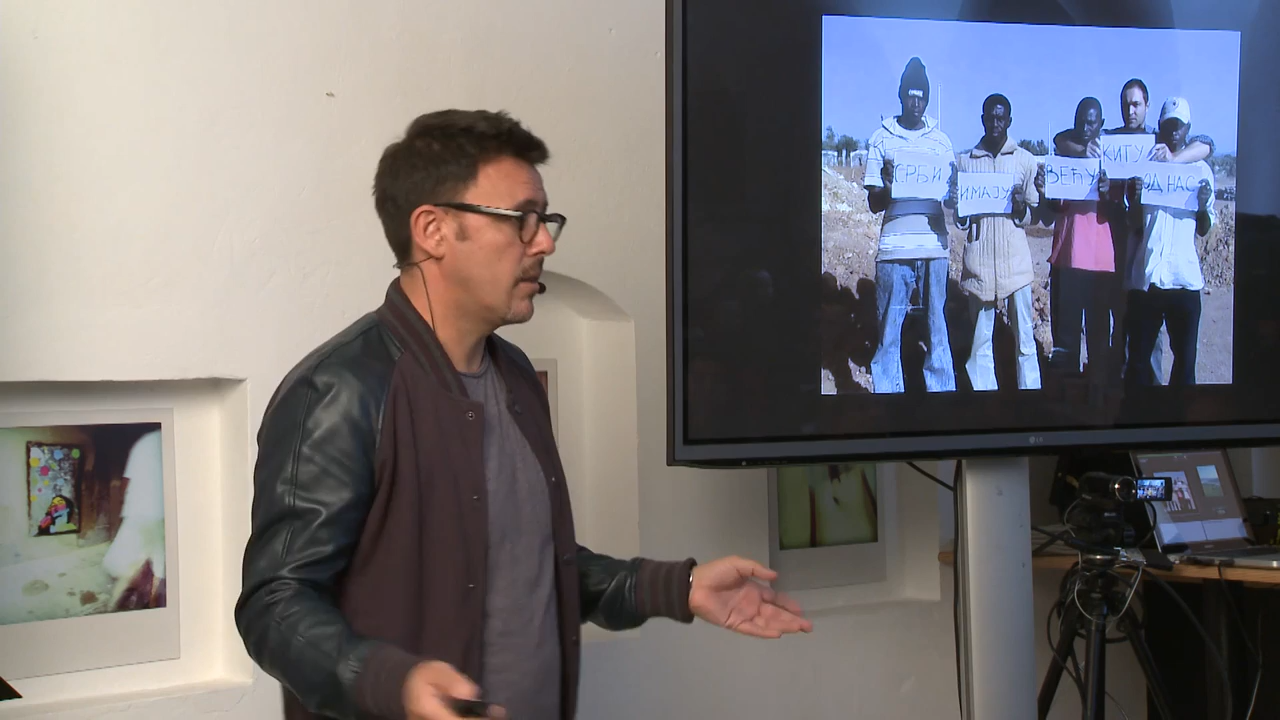 СРБИ
ИМАЈУ
ВЕЋУ
КИТУ
ОД НАС
LG